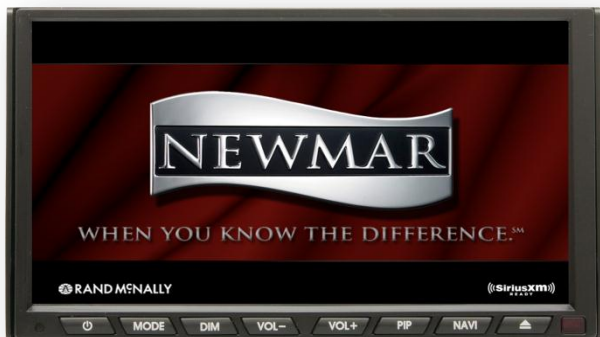 NEWMAR
WHEN YOU KNOW THE DIFFERENCE.℠
RAND MCNALLY
((SiriusXM))
READY
MODE DIM VOL− VOL+ PIP NAVI